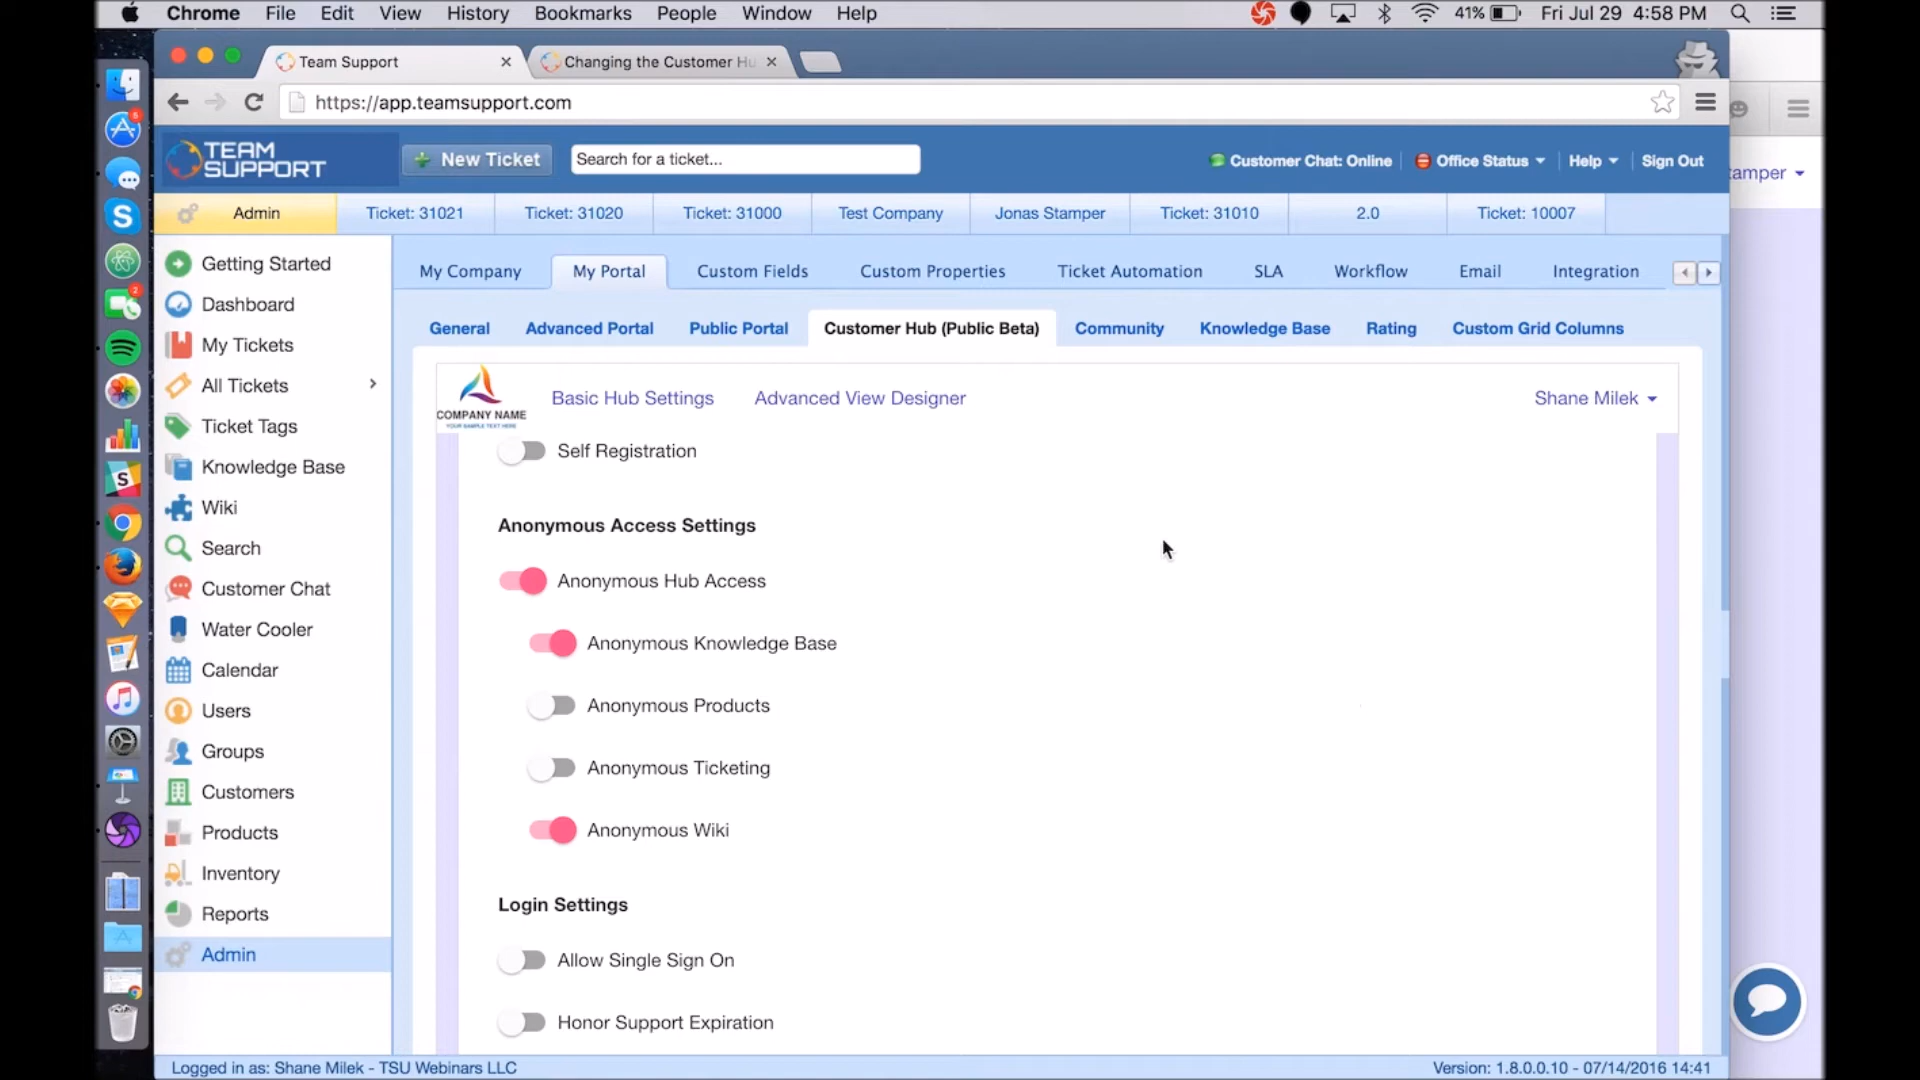 Chrome File Edit View History Bookmarks People Window Help 41% Fri Jul 29 4:58 PM
Team Support Changing the Customer Hu
https://app.teamsupport.com
TEAM SUPPORT New Ticket Search for a ticket... Customer Chat: Online Office Status Help Sign Out
tamper
Admin Ticket: 31021 Ticket: 31020 Ticket: 31000 Test Company Jonas Stamper Ticket: 31010 2.0 Ticket: 10007
My Company My Portal Custom Fields Custom Properties Ticket Automation SLA Workflow Email Integration
General Advanced Portal Public Portal Customer Hub (Public Beta) Community Knowledge Base Rating Custom Grid Columns
Getting Started
Dashboard
My Tickets
All Tickets
Ticket Tags
Knowledge Base
Wiki
Search
Customer Chat
Water Cooler
Calendar
Users
Groups
Customers
Products
Inventory
Reports
Admin
COMPANY NAME
YOUR SAMPLE TEXT HERE
Basic Hub Settings Advanced View Designer Shane Milek
Self Registration
Anonymous Access Settings
Anonymous Hub Access
Anonymous Knowledge Base
Anonymous Products
Anonymous Ticketing
Anonymous Wiki
Login Settings
Allow Single Sign On
Honor Support Expiration
Logged in as: Shane Milek - TSU Webinars LLC Version: 1.8.0.0.10 - 07/14/2016 14:41